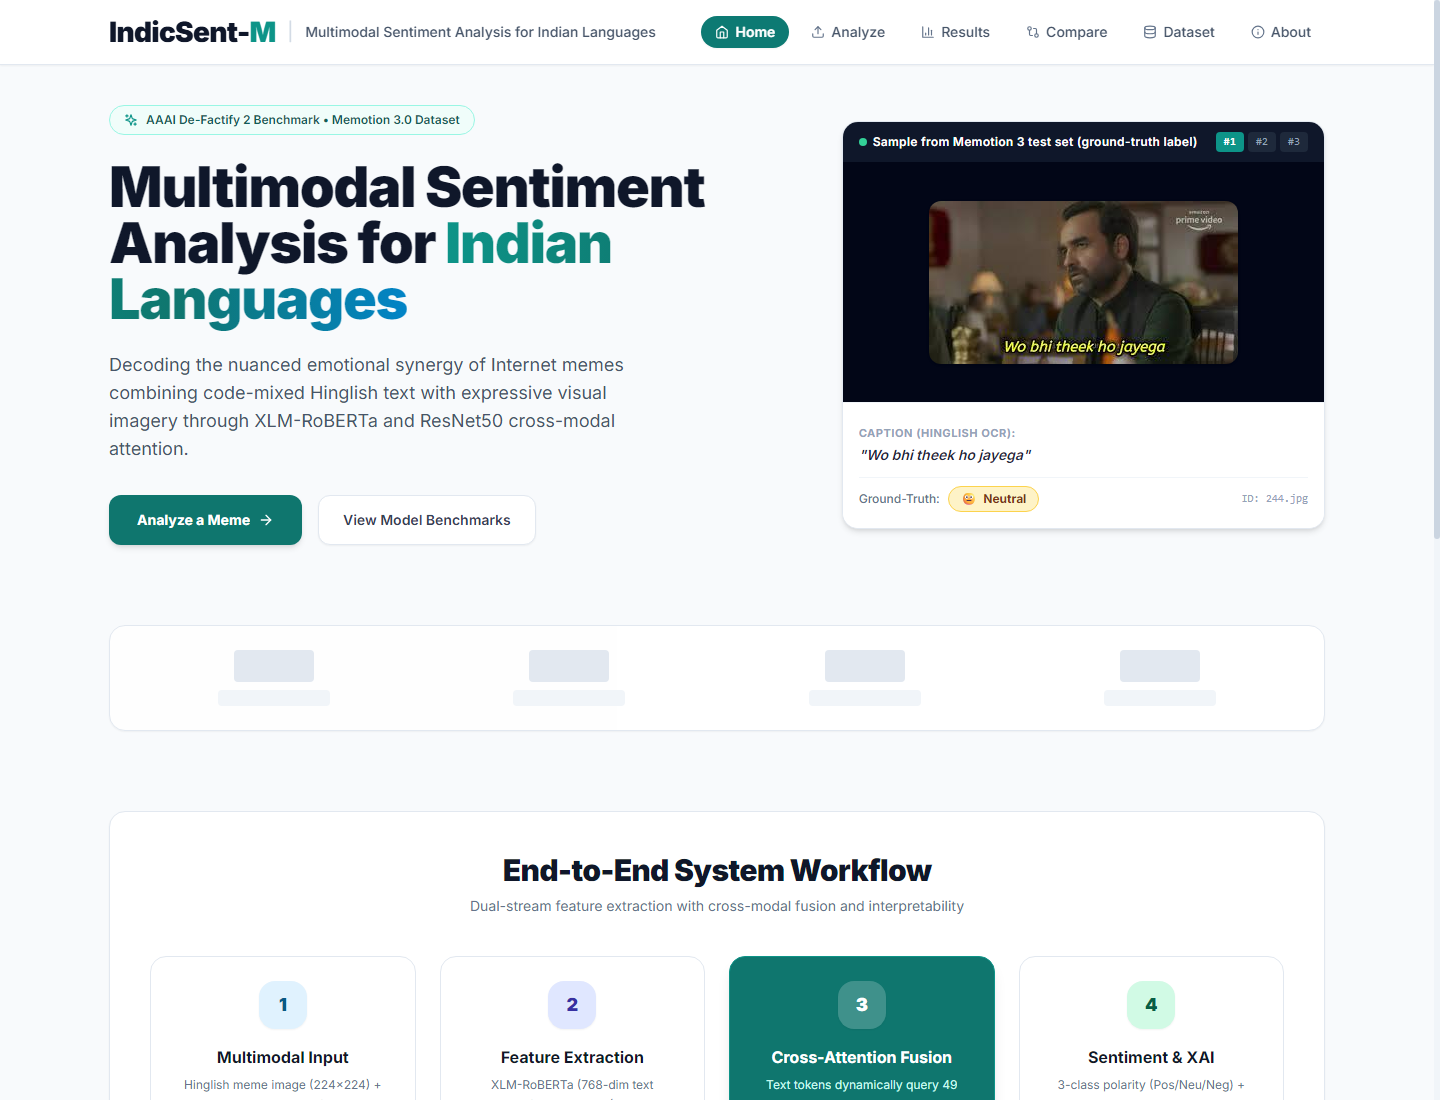 IndicSent-M
Multimodal Sentiment Analysis for Indian Languages
Home
Analyze
Results
Compare
Dataset
About
AAAI De-Factify 2 Benchmark • Memotion 3.0 Dataset
Multimodal Sentiment
Analysis for Indian
Languages
Decoding the nuanced emotional synergy of Internet memes
combining code-mixed Hinglish text with expressive visual
imagery through XLM-RoBERTa and ResNet50 cross-modal
attention.
Analyze a Meme
View Model Benchmarks
Sample from Memotion 3 test set (ground-truth label)
#1
#2
#3
amazon
prime video
Wo bhi theek ho jayega
CAPTION (HINGLISH OCR):
"Wo bhi theek ho jayega"
Ground-Truth:
Neutral
ID: 244.jpg
End-to-End System Workflow
Dual-stream feature extraction with cross-modal fusion and interpretability
1
Multimodal Input
Hinglish meme image (224×224) +
2
Feature Extraction
XLM-RoBERTa (768-dim text
3
Cross-Attention Fusion
Text tokens dynamically query 49
4
Sentiment & XAI
3-class polarity (Pos/Neu/Neg) +